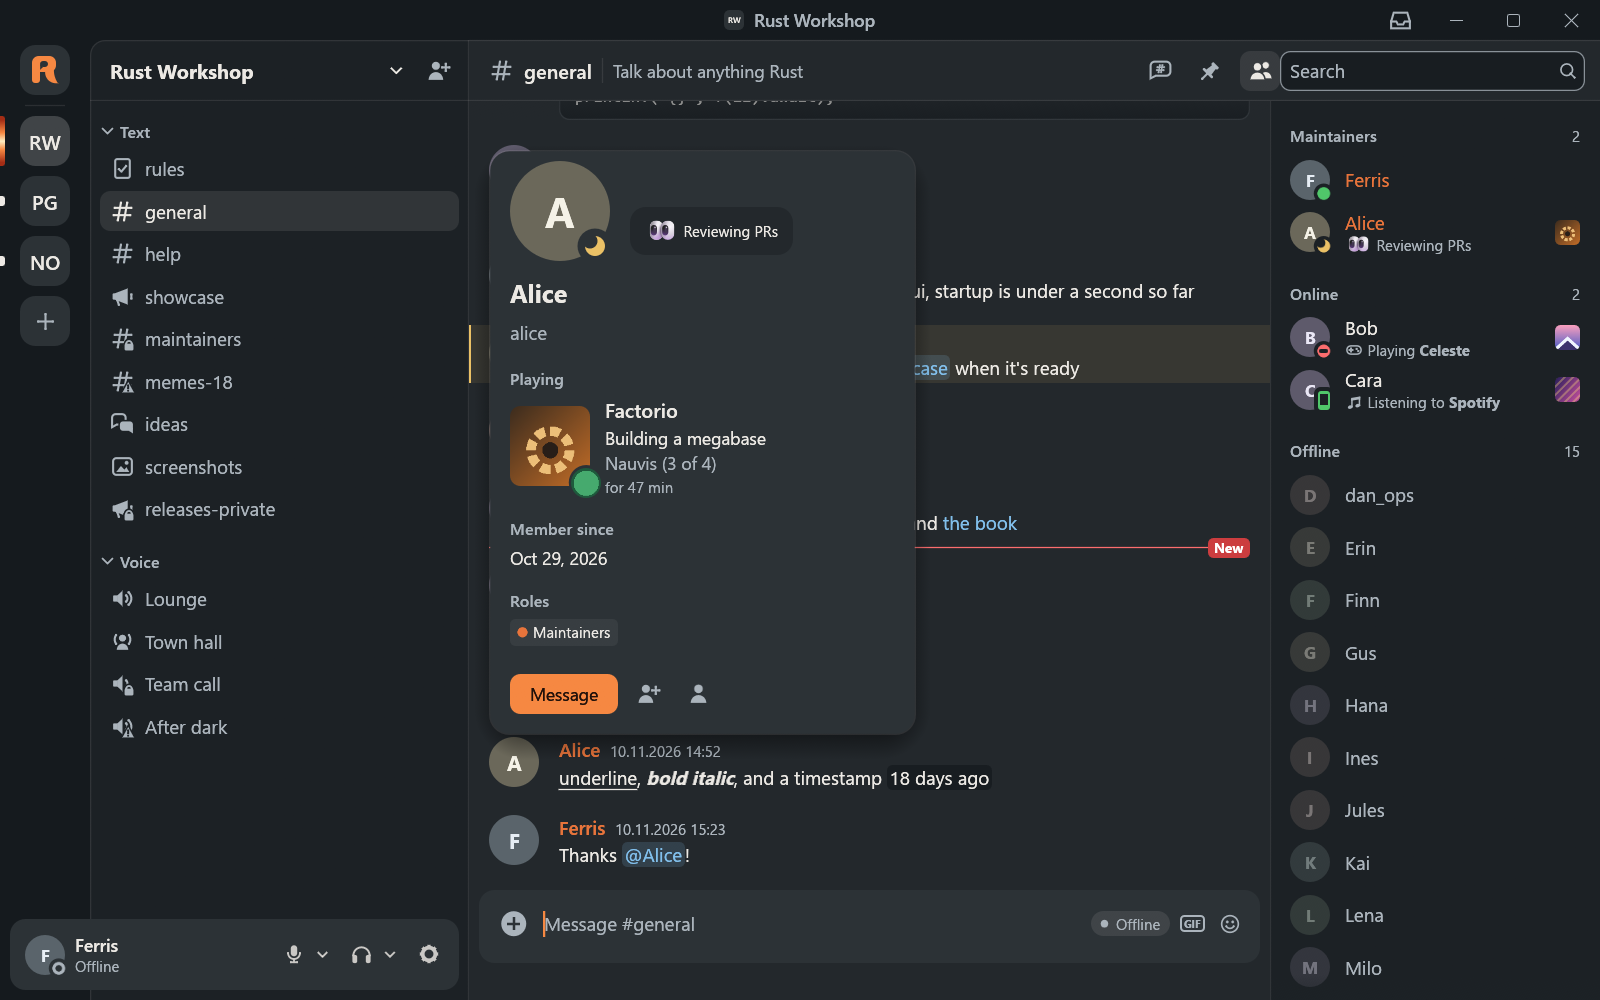 RW Rust Workshop
R
RW
PG
NO
Rust Workshop
Text
rules
general
help
showcase
maintainers
memes-18
ideas
screenshots
releases-private
Voice
Lounge
Town hall
Team call
After dark
F
Ferris
Offline
general
Talk about anything Rust
Search
A
Reviewing PRs
Alice
alice
Playing
Factorio
Building a megabase
Nauvis (3 of 4)
for 47 min
Member since
Oct 29, 2026
Roles
Maintainers
Message
, startup is under a second so far
when it's ready
the book
New
A
Alice 10.11.2026 14:52
underline, bold italic, and a timestamp 18 days ago
F
Ferris 10.11.2026 15:23
Thanks @Alice!
Message #general
Offline
GIF
Maintainers 2
F
Ferris
A
Alice
Reviewing PRs
Online 2
B
Bob
Playing Celeste
C
Cara
Listening to Spotify
Offline 15
D
dan_ops
E
Erin
F
Finn
G
Gus
H
Hana
I
Ines
J
Jules
K
Kai
L
Lena
M
Milo